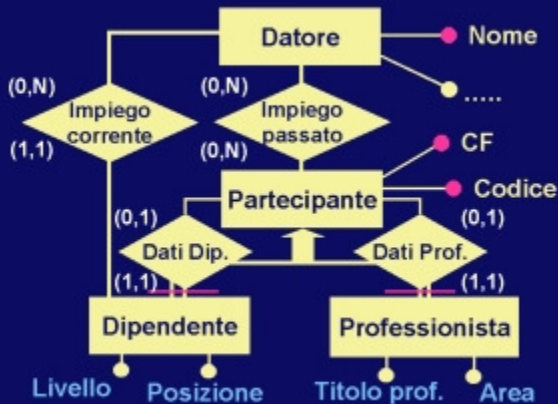 Datore
Nome
.....
(0,N)
(0,N)
Impiego
corrente
Impiego
passato
(1,1)
(0,N)
CF
Partecipante
Codice
(0,1)
(0,1)
Dati Dip.
Dati Prof.
(1,1)
(1,1)
Dipendente
Professionista
Livello
Posizione
Titolo prof.
Area